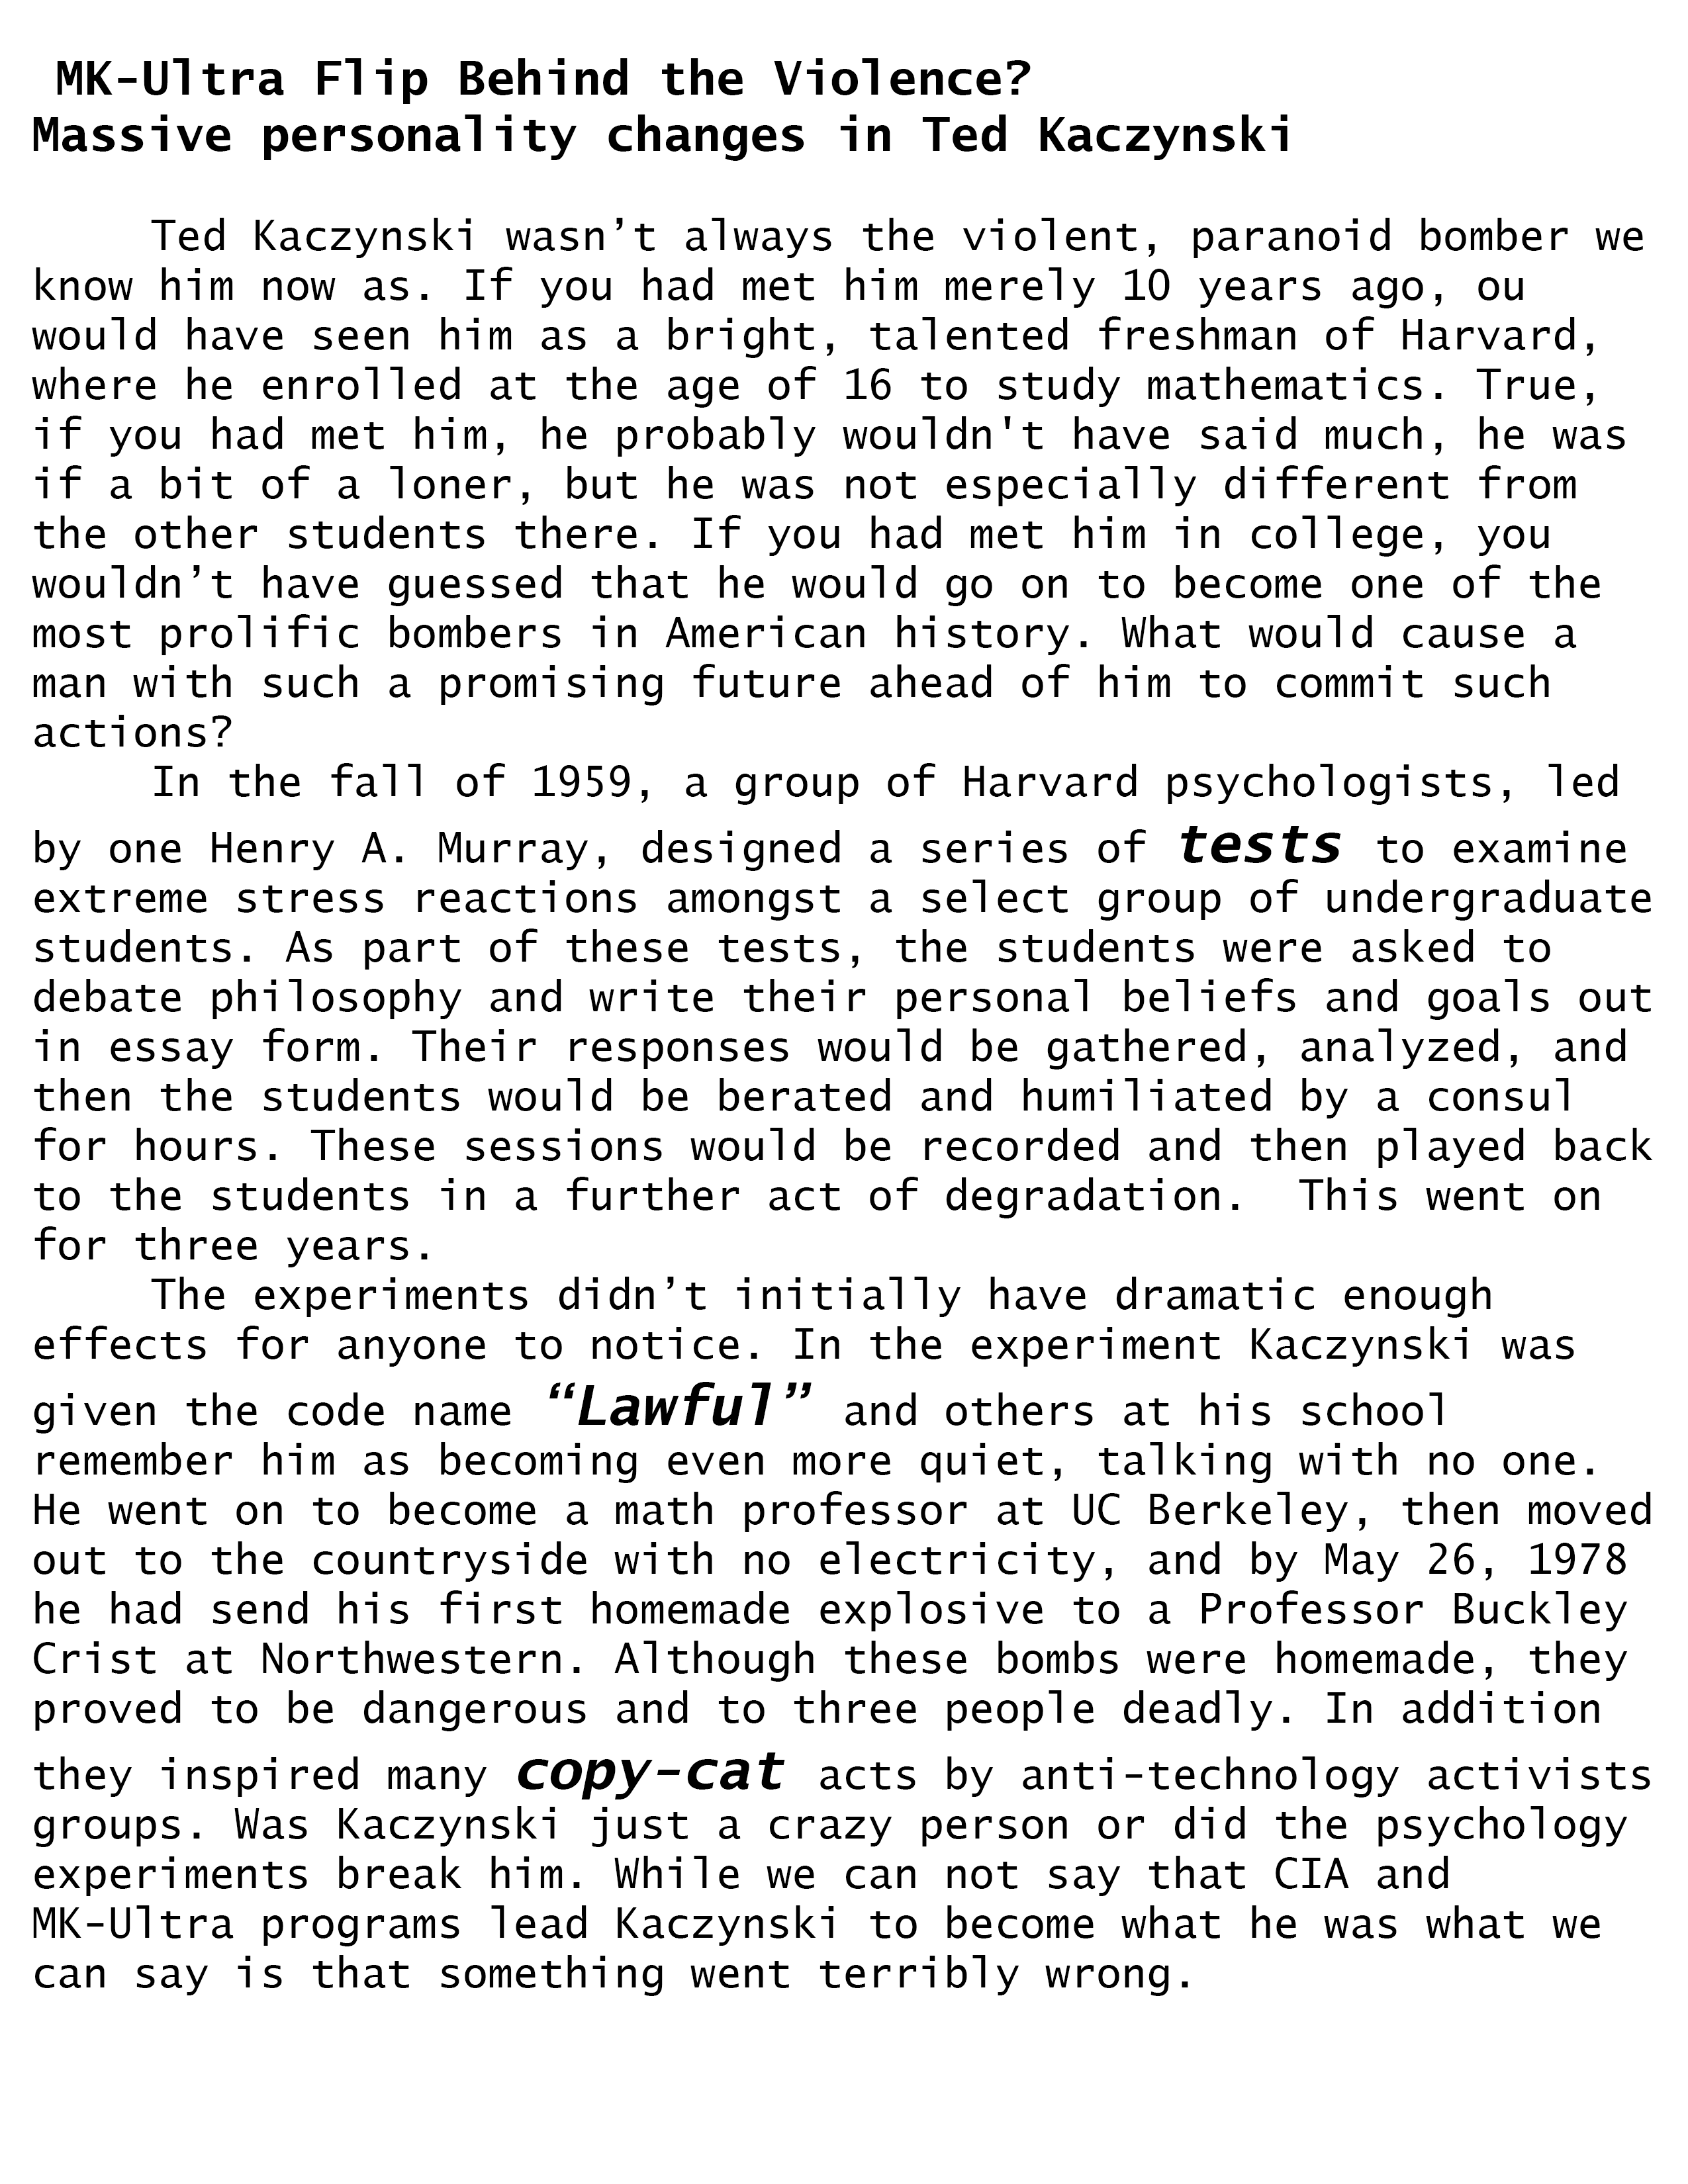 MK-Ultra Flip Behind the Violence?
Massive personality changes in Ted Kaczynski
Ted Kaczynski wasn’t always the violent, paranoid bomber we
know him now as. If you had met him merely 10 years ago, ou
would have seen him as a bright, talented freshman of Harvard,
where he enrolled at the age of 16 to study mathematics. True,
if you had met him, he probably wouldn't have said much, he was
if a bit of a loner, but he was not especially different from
the other students there. If you had met him in college, you
wouldn’t have guessed that he would go on to become one of the
most prolific bombers in American history. What would cause a
man with such a promising future ahead of him to commit such
actions?
In the fall of 1959, a group of Harvard psychologists, led
by one Henry A. Murray, designed a series of tests to examine
extreme stress reactions amongst a select group of undergraduate
students. As part of these tests, the students were asked to
debate philosophy and write their personal beliefs and goals out
in essay form. Their responses would be gathered, analyzed, and
then the students would be berated and humiliated by a consul
for hours. These sessions would be recorded and then played back
to the students in a further act of degradation.  This went on
for three years.
The experiments didn’t initially have dramatic enough
effects for anyone to notice. In the experiment Kaczynski was
given the code name “Lawful” and others at his school
remember him as becoming even more quiet, talking with no one.
He went on to become a math professor at UC Berkeley, then moved
out to the countryside with no electricity, and by May 26, 1978
he had send his first homemade explosive to a Professor Buckley
Crist at Northwestern. Although these bombs were homemade, they
proved to be dangerous and to three people deadly. In addition
they inspired many copy-cat acts by anti-technology activists
groups. Was Kaczynski just a crazy person or did the psychology
experiments break him. While we can not say that CIA and
MK-Ultra programs lead Kaczynski to become what he was what we
can say is that something went terribly wrong.